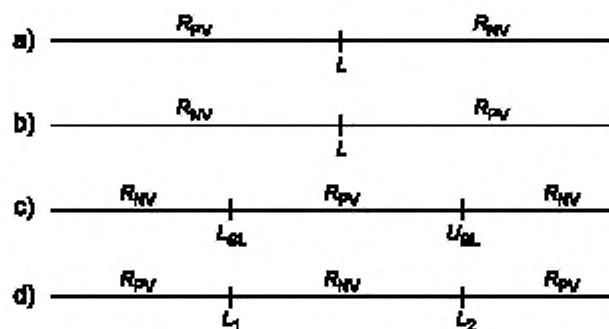 R_PV R_NV
a)
L
R_NV R_PV
b)
L
R_NV R_PV R_NV
c)
L_SL U_SL
R_PV R_NV R_PV
d)
L_1 L_2